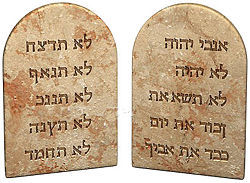 אנכי יהוה
לא יהיה
לא תשא את
זכור את יום
כבד את אביך
לא תרצח
לא תנאף
לא תגנב
לא תענה
לא תחמד